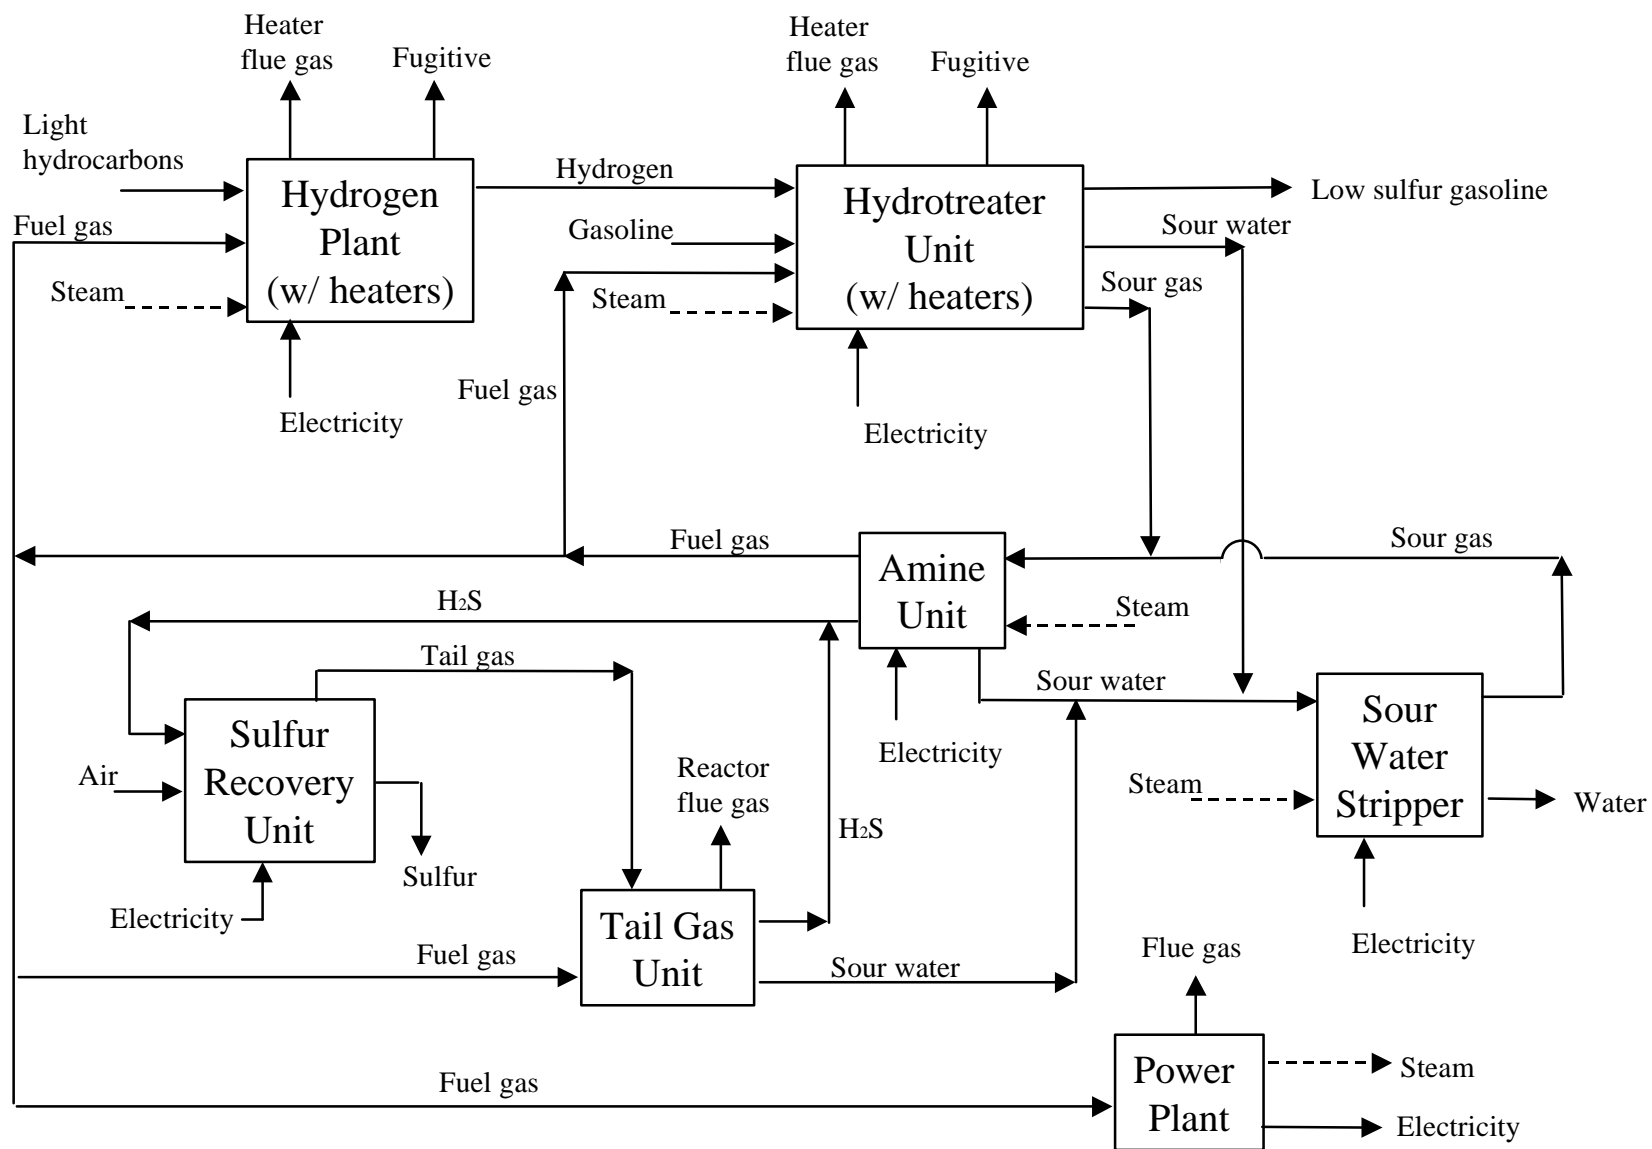 Heater
flue gas
Fugitive
Heater
flue gas
Fugitive
Light
hydrocarbons
Fuel gas
Steam
Hydrogen
Plant
(w/ heaters)
Electricity
Hydrogen
Gasoline
Steam
Fuel gas
Hydrotreater
Unit
(w/ heaters)
Electricity
Low sulfur gasoline
Sour water
Sour gas
Fuel gas
Amine
Unit
Sour gas
H2S
Steam
Tail gas
Electricity
Sour water
Sulfur
Recovery
Unit
Air
Sulfur
Electricity
Reactor
flue gas
H2S
Steam
Sour
Water
Stripper
Water
Electricity
Fuel gas
Tail Gas
Unit
Sour water
Flue gas
Fuel gas
Power
Plant
Steam
Electricity